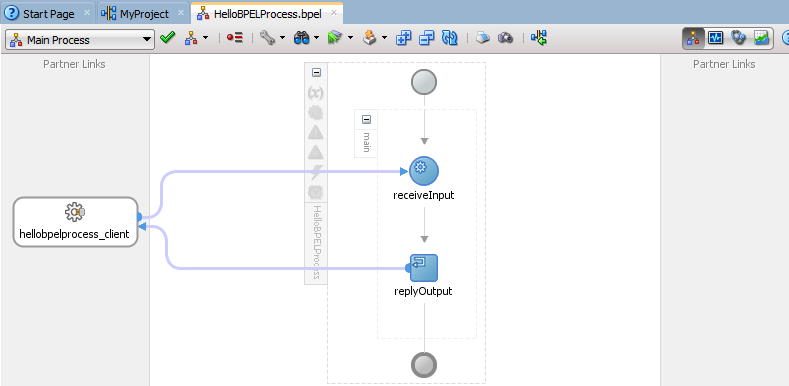 Start Page
MyProject
HelloBPELProcess.bpel
Main Process
Partner Links
Partner Links
(x)
main
receiveInput
HelloBPELProcess
hellobpelprocess_client
replyOutput